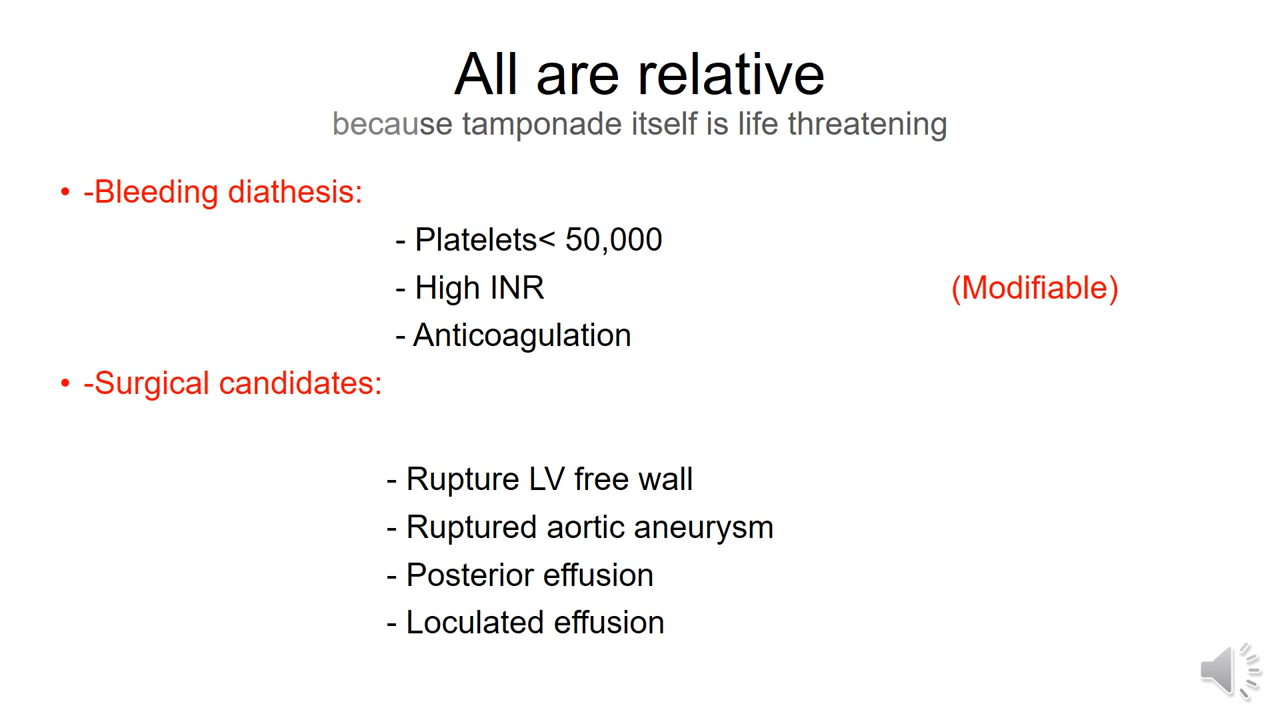 All are relative
because tamponade itself is life threatening
• -Bleeding diathesis:
- Platelets< 50,000
- High INR (Modifiable)
- Anticoagulation
• -Surgical candidates:
- Rupture LV free wall
- Ruptured aortic aneurysm
- Posterior effusion
- Loculated effusion